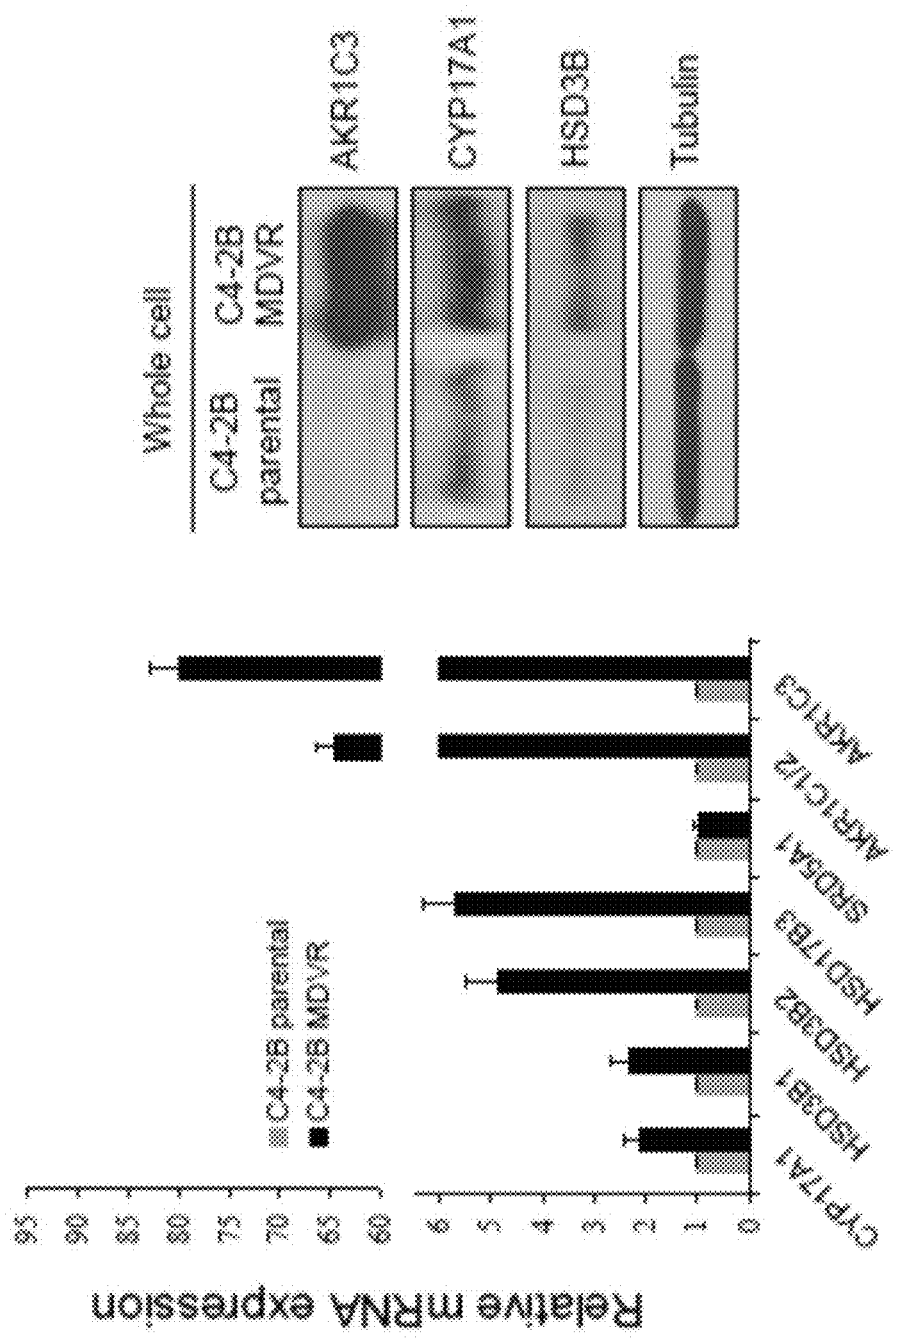 Relative mRNA expression
95
90
85
80
75
70
65
60
6
5
4
3
2
1
0
C4-2B parental
C4-2B MDVR
CYP17A1
HSD3B1
HSD3B2
HSD17B3
SRD5A1
AKR1C1/2
AKR1C3
Whole cell
C4-2B
parental
C4-2B
MDVR
AKR1C3
CYP17A1
HSD3B
Tubulin